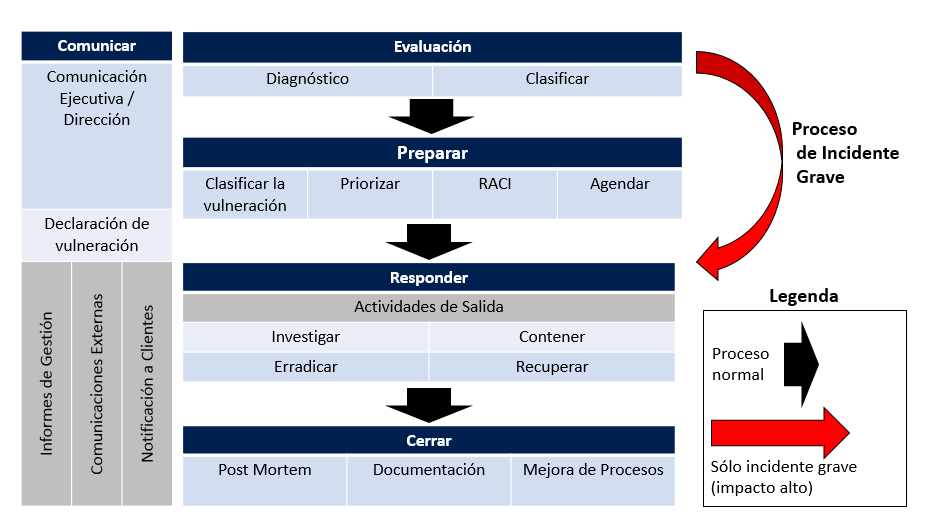 Comunicar
Comunicación
Ejecutiva /
Dirección
Declaración de
vulneración
Informes de Gestión
Comunicaciones Externas
Notificación a Clientes
Evaluación
Diagnóstico
Clasificar
Preparar
Clasificar la
vulneración
Priorizar
RACI
Agendar
Responder
Actividades de Salida
Investigar
Contener
Erradicar
Recuperar
Cerrar
Post Mortem
Documentación
Mejora de Procesos
Proceso
de Incidente
Grave
Legenda
Proceso
normal
Sólo incidente grave
(impacto alto)